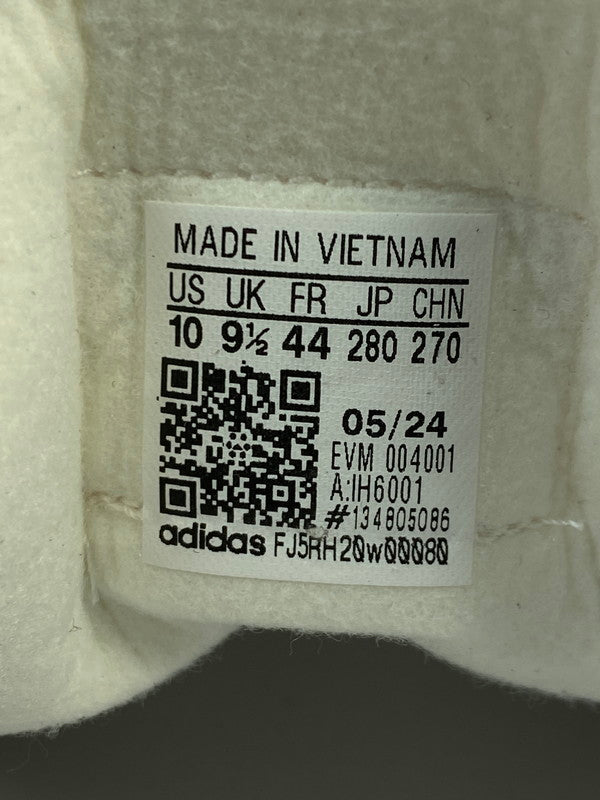 MADE IN VIETNAM
US UK FR JP CHN
10 9½ 44 280 270
05/24
EVM 004001
A:IH6001
#134805086
adidas FJ5RH20w00080